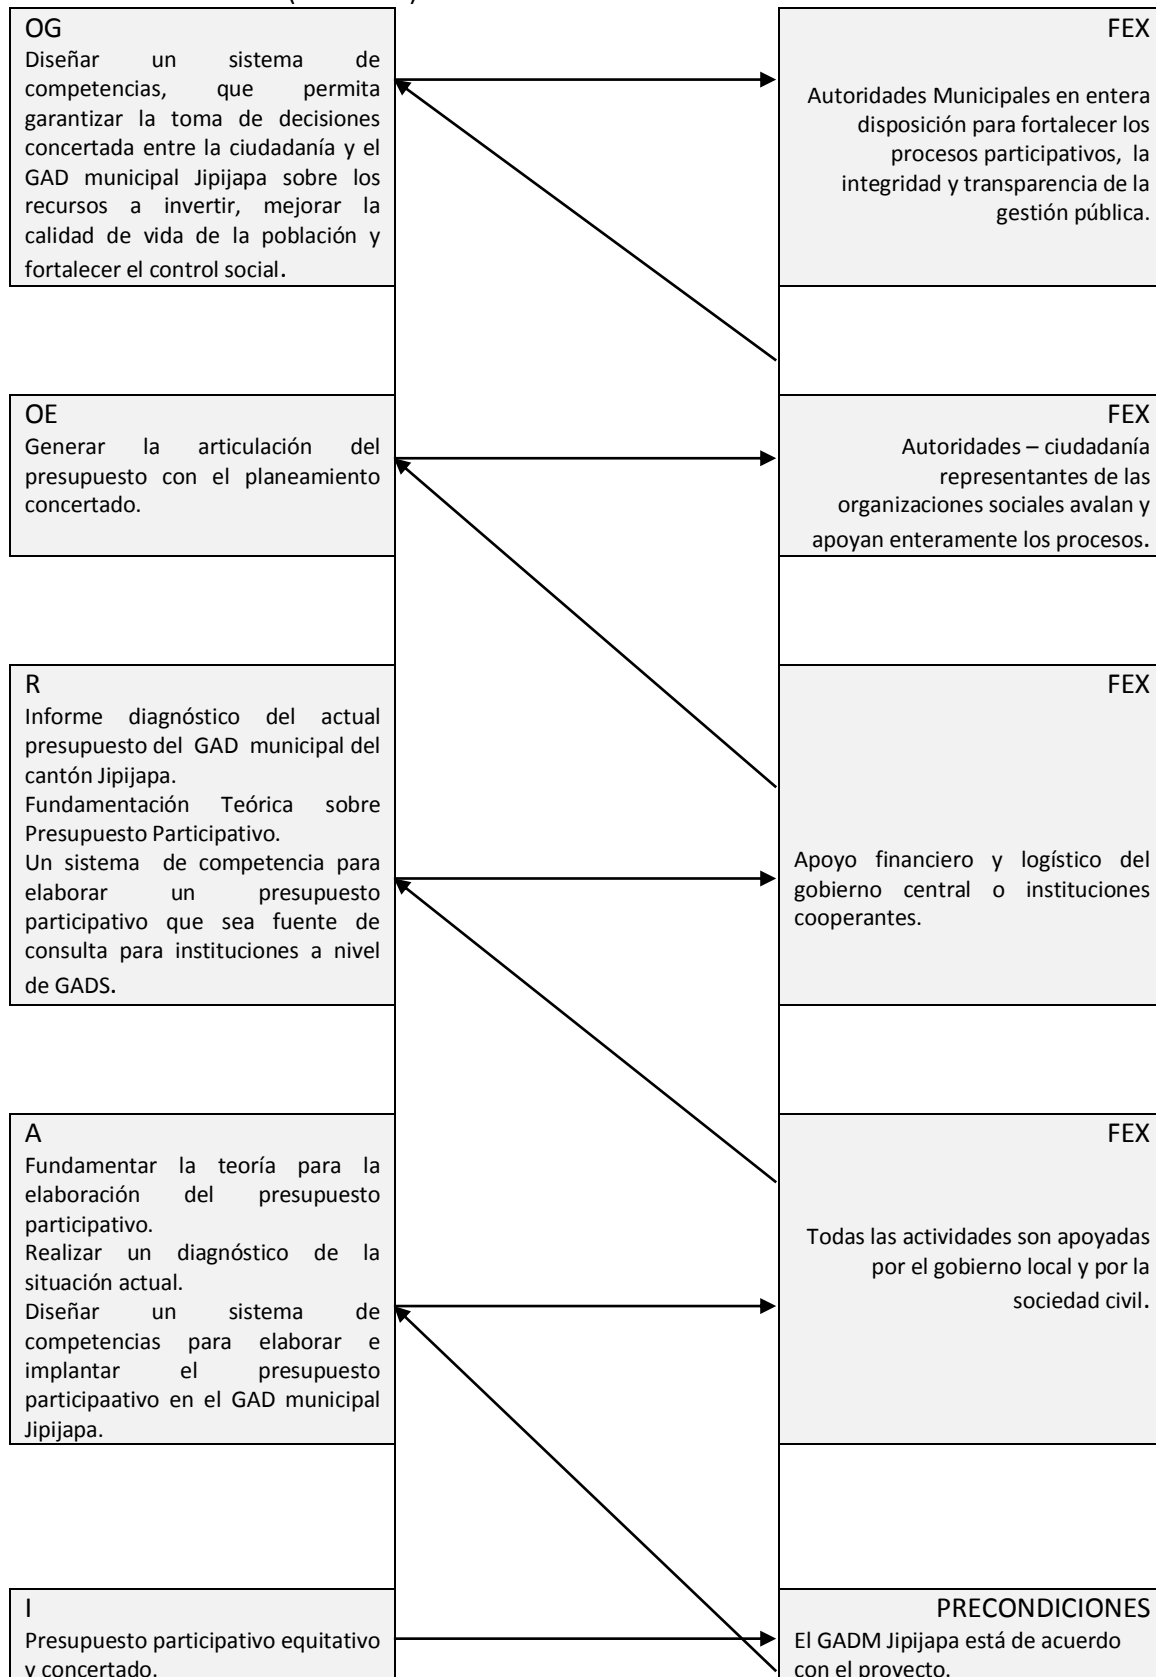 OG
Diseñar un sistema de
competencias, que permita
garantizar la toma de decisiones
concertada entre la ciudadanía y el
GAD municipal Jipijapa sobre los
recursos a invertir, mejorar la
calidad de vida de la población y
fortalecer el control social.
FEX
Autoridades Municipales en entera
disposición para fortalecer los
procesos participativos, la
integridad y transparencia de la
gestión pública.
OE
Generar la articulación del
presupuesto con el planeamiento
concertado.
FEX
Autoridades – ciudadanía
representantes de las
organizaciones sociales avalan y
apoyan enteramente los procesos.
R
Informe diagnóstico del actual
presupuesto del GAD municipal del
cantón Jipijapa.
Fundamentación Teórica sobre
Presupuesto Participativo.
Un sistema de competencia para
elaborar un presupuesto
participativo que sea fuente de
consulta para instituciones a nivel
de GADS.
FEX
Apoyo financiero y logístico del
gobierno central o instituciones
cooperantes.
A
Fundamentar la teoría para la
elaboración del presupuesto
participativo.
Realizar un diagnóstico de la
situación actual.
Diseñar un sistema de
competencias para elaborar e
implantar el presupuesto
participaativo en el GAD municipal
Jipijapa.
FEX
Todas las actividades son apoyadas
por el gobierno local y por la
sociedad civil.
I
Presupuesto participativo equitativo
y concertado.
PRECONDICIONES
El GADM Jipijapa está de acuerdo
con el proyecto.